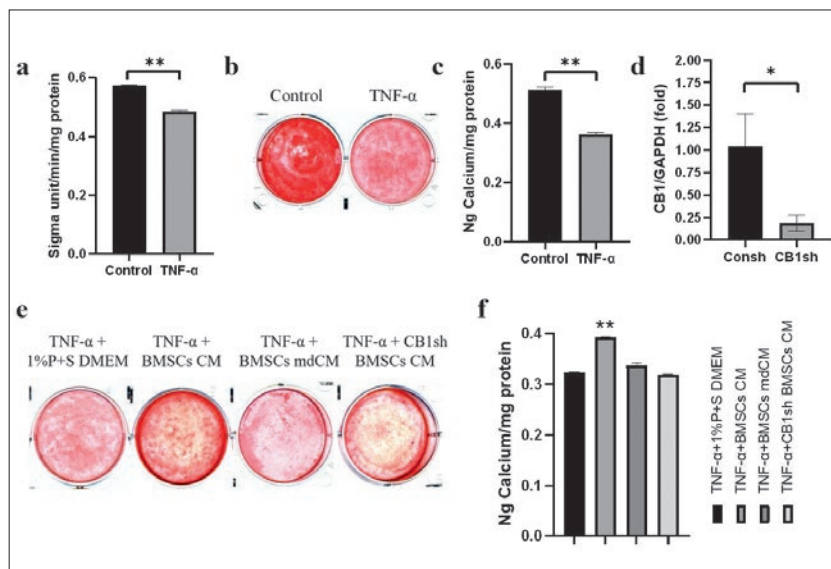 a
Sigma unit/min/mg protein
0.6
0.4
0.2
0.0
**
Control TNF-α
b
Control TNF-α
c
Ng Calcium/mg protein
0.6
0.4
0.2
0.0
**
Control TNF-α
d
CB1/GAPDH (fold)
2.00
1.75
1.50
1.25
1.00
0.75
0.50
0.25
0.00
*
Consh CB1sh
e
TNF-α + TNF-α + TNF-α + TNF-α + CB1sh
1%P+S DMEM BMSCs CM BMSCs mdCM BMSCs CM
f
Ng Calcium/mg protein
0.4
0.3
0.2
0.1
0.0
**
TNF-α+1%P+S DMEM
TNF-α+BMSCs CM
TNF-α+BMSCs mdCM
TNF-α+CB1sh BMSCs CM